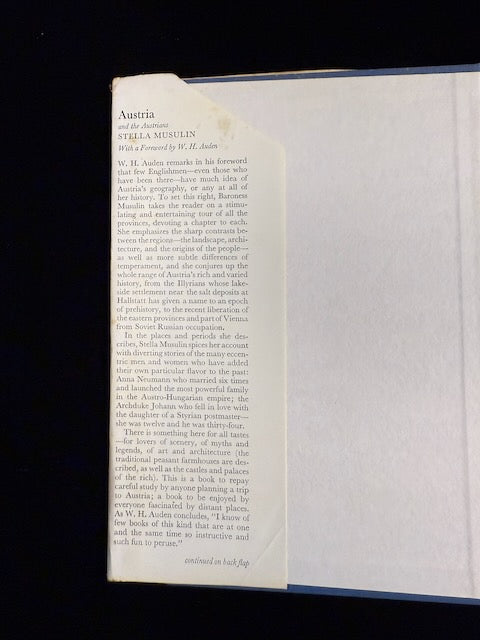 Austria
and the Austrians
STELLA MUSULIN
With a Foreword by W. H. Auden
W. H. Auden remarks in his foreword
that few Englishmen—even those who
have been there—have much idea of
Austria's geography, or any at all of
her history. To set this right, Baroness
Musulin takes the reader on a stimu-
lating and entertaining tour of all the
provinces, devoting a chapter to each.
She emphasizes the sharp contrasts be-
tween the regions—the landscape, archi-
tecture, and the origins of the people—
as well as more subtle differences of
temperament, and she conjures up the
whole range of Austria's rich and varied
history, from the Illyrians whose lake-
side settlement near the salt deposits at
Hallstatt has given a name to an epoch
of prehistory, to the recent liberation of
the eastern provinces and part of Vienna
from Soviet Russian occupation.
In the places and periods she des-
cribes, Stella Musulin spices her account
with diverting stories of the many eccen-
tric men and women who have added
their own particular flavor to the past:
Anna Neumann who married six times
and launched the most powerful family
in the Austro-Hungarian empire; the
Archduke Johann who fell in love with
the daughter of a Styrian postmaster—
she was twelve and he was thirty-four.
There is something here for all tastes
—for lovers of scenery, of myths and
legends, of art and architecture (the
traditional peasant farmhouses are des-
cribed, as well as the castles and palaces
of the rich). This is a book to repay
careful study by anyone planning a trip
to Austria; a book to be enjoyed by
everyone fascinated by distant places.
As W. H. Auden concludes, "I know of
few books of this kind that are at one
and the same time so instructive and
such fun to peruse."
continued on back flap